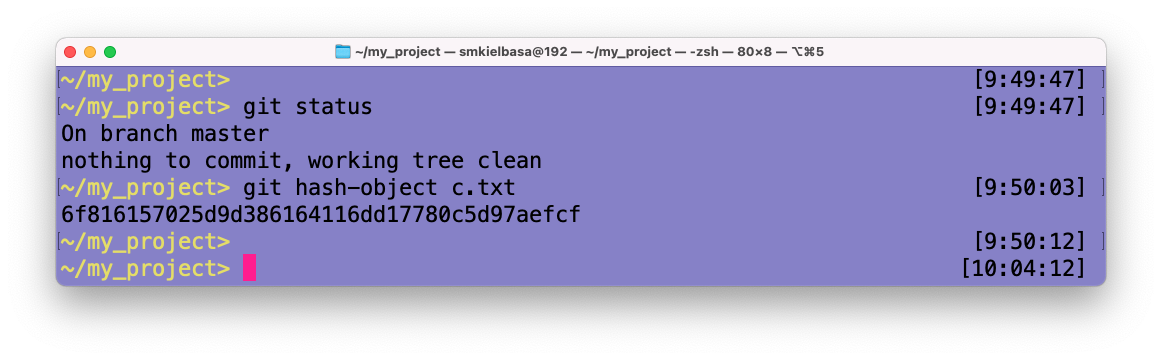 ~/my_project — smkielbasa@192 — ~/my_project — -zsh — 80×8 — ⌥⌘5
~/my_project> [9:49:47]
~/my_project> git status [9:49:47]
On branch master
nothing to commit, working tree clean
~/my_project> git hash-object c.txt [9:50:03]
6f816157025d9d386164116dd17780c5d97aefcf
~/my_project> [9:50:12]
~/my_project> [10:04:12]